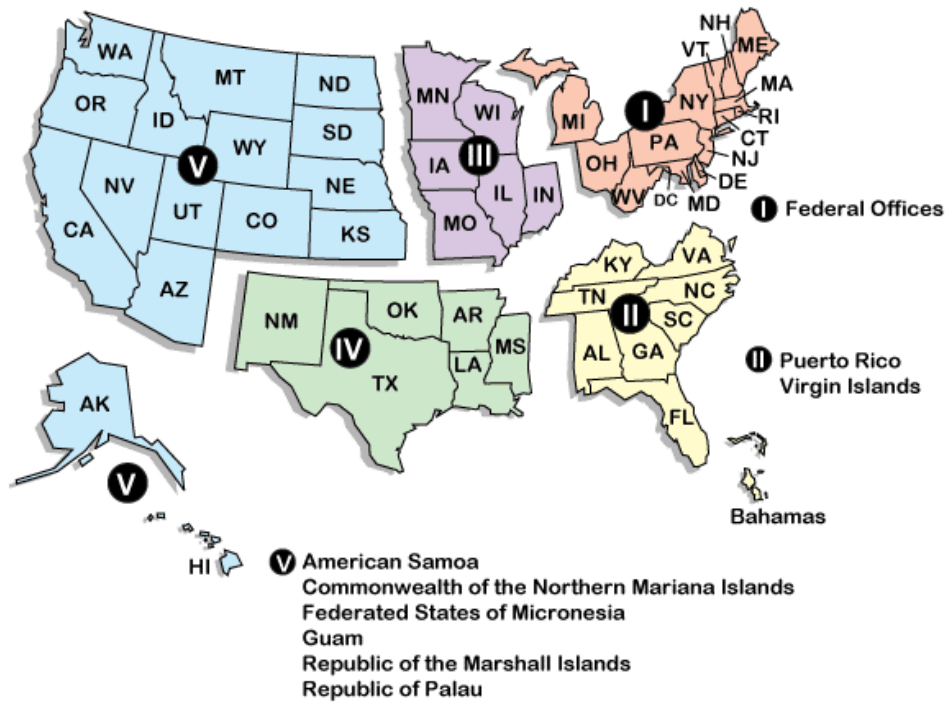 WA
MT
ND
OR
ID
SD
WY
V
NE
NV
UT
CO
CA
KS
AZ
MN
WI
III
IA
IL
IN
MO
NH
VT
ME
MA
NY
I
MI
RI
CT
PA
OH
NJ
DE
WV
DC
MD
I Federal Offices
NM
OK
AR
IV
MS
LA
TX
KY
VA
TN
NC
II
SC
AL
GA
FL
II Puerto Rico
Virgin Islands
Bahamas
AK
V
HI
V American Samoa
Commonwealth of the Northern Mariana Islands
Federated States of Micronesia
Guam
Republic of the Marshall Islands
Republic of Palau